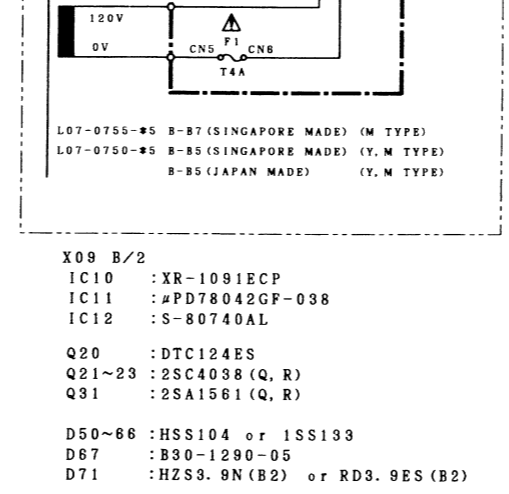 120V
F1
0V
CN5 CN6
T4A
L07-0755-*5 B-B7(SINGAPORE MADE) (M TYPE)
L07-0750-*5 B-B5(SINGAPORE MADE) (Y,M TYPE)
B-B5(JAPAN MADE) (Y,M TYPE)
X09 B/2
IC10 :XR-1091ECP
IC11 :μPD78042GF-038
IC12 :S-80740AL
Q20 :DTC124ES
Q21~23 :2SC4038(Q,R)
Q31 :2SA1561(Q,R)
D50~66 :HSS104 or 1SS133
D67 :B30-1290-05
D71 :HZS3.9N(B2) or RD3.9ES(B2)